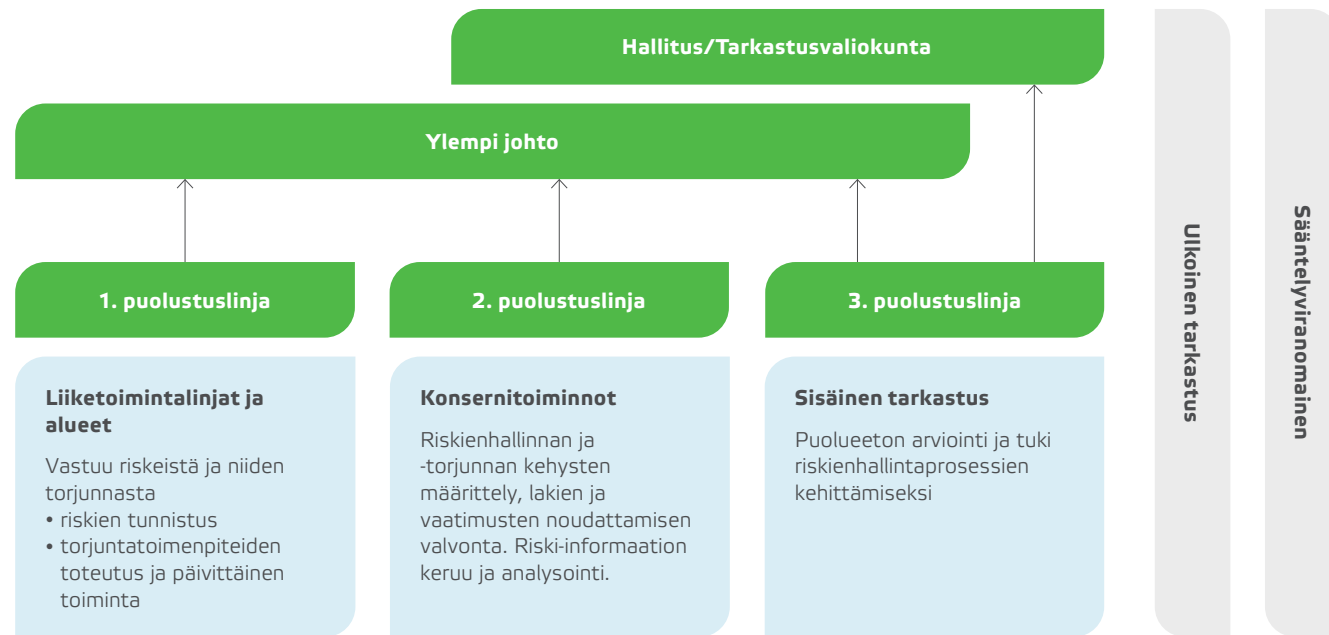 Hallitus/Tarkastusvaliokunta
Ylempi johto
1. puolustuslinja
Liiketoimintalinjat ja
alueet
Vastuu riskeistä ja niiden
torjunnasta
• riskien tunnistus
• torjuntatoimenpiteiden
toteutus ja päivittäinen
toiminta
2. puolustuslinja
Konsernitoiminnot
Riskienhallinnan ja
-torjunnan kehysten
määrittely, lakien ja
vaatimusten noudattamisen
valvonta. Riski-informaation
keruu ja analysointi.
3. puolustuslinja
Sisäinen tarkastus
Puolueeton arviointi ja tuki
riskienhallintaprosessien
kehittämiseksi
Ulkoinen tarkastus
Sääntelyviranomainen